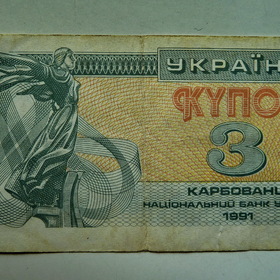 УКРАЇН
КУПО
3
КАРБОВАНЦ
НАЦІОНАЛЬНИЙ БАНК У
1991